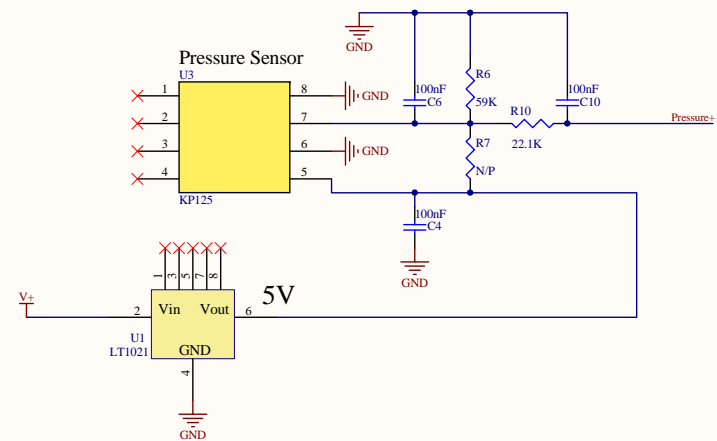 GND
Pressure Sensor
U3
1
2
3
4
8
7
6
5
GND
GND
KP125
100nF
C6
R6
59K
100nF
C10
R10
22.1K
Pressure+
R7
N/P
100nF
C4
GND
1
3
5
7
8
5V
V+
2
Vin
Vout
6
U1
LT1021
GND
4
GND